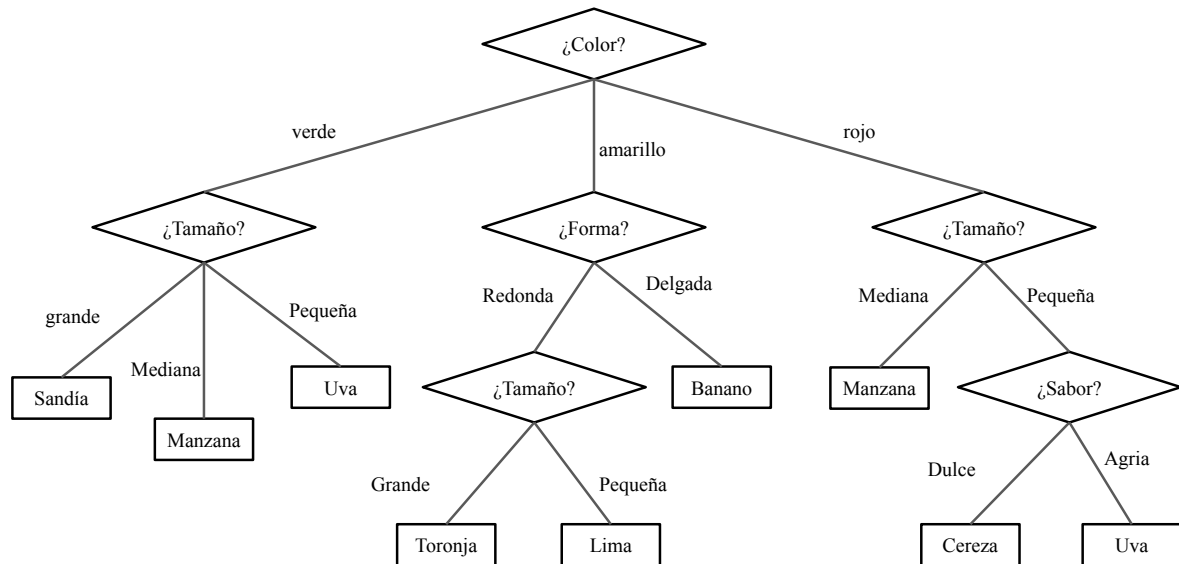 ¿Color?
verde
amarillo
rojo
¿Tamaño?
¿Forma?
¿Tamaño?
grande
Mediana
Pequeña
Redonda
Delgada
Mediana
Pequeña
Sandía
Manzana
Uva
¿Tamaño?
Banano
Manzana
¿Sabor?
Grande
Pequeña
Dulce
Agria
Toronja
Lima
Cereza
Uva